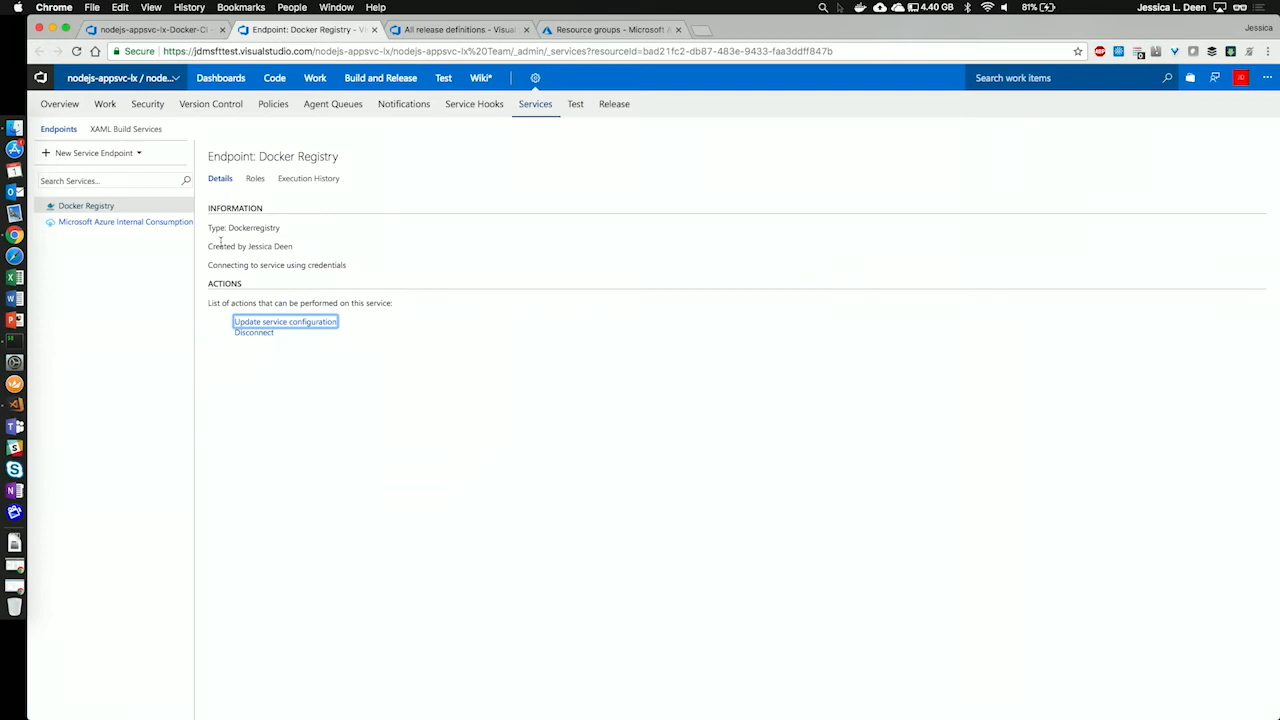 Chrome File Edit View History Bookmarks People Window Help 4.40 GB 81% Jessica L Deen
nodejs-appsvc-lx-Docker-CI Endpoint: Docker Registry - Vi All release definitions - Visual Resource groups - Microsoft A Jessica
Secure https://jdmsfttest.visualstudio.com/nodejs-appsvc-lx/nodejs-appsvc-lx%20Team/_admin/_services?resourceId=bad21fc2-db87-483e-9433-faa3ddff847b
nodejs-appsvc-lx / node... Dashboards Code Work Build and Release Test Wiki* Search work items JD
Overview Work Security Version Control Policies Agent Queues Notifications Service Hooks Services Test Release
Endpoints XAML Build Services
New Service Endpoint
Search Services...
Docker Registry
Microsoft Azure Internal Consumption
Endpoint: Docker Registry
Details Roles Execution History
INFORMATION
Type: Dockerregistry
Created by Jessica Deen
Connecting to service using credentials
ACTIONS
List of actions that can be performed on this service:
Update service configuration
Disconnect